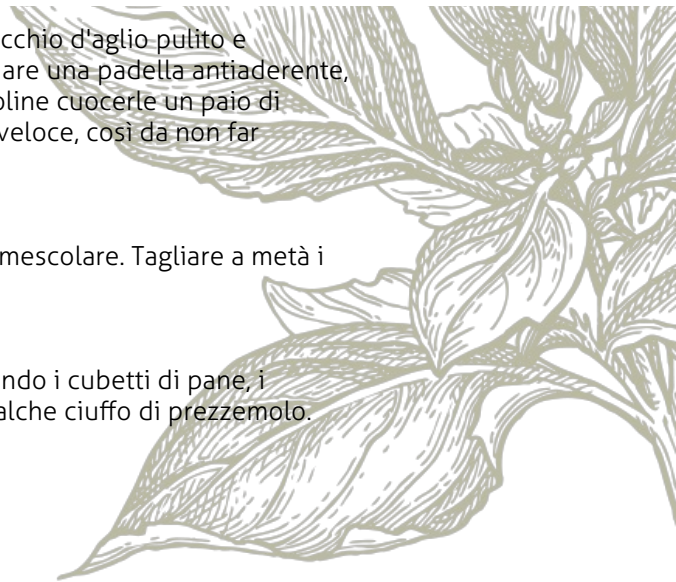 cchio d'aglio pulito e
are una padella antiaderente,
oline cuocerle un paio di
veloce, così da non far
mescolare. Tagliare a metà i
ndo i cubetti di pane, i
alche ciuffo di prezzemolo.